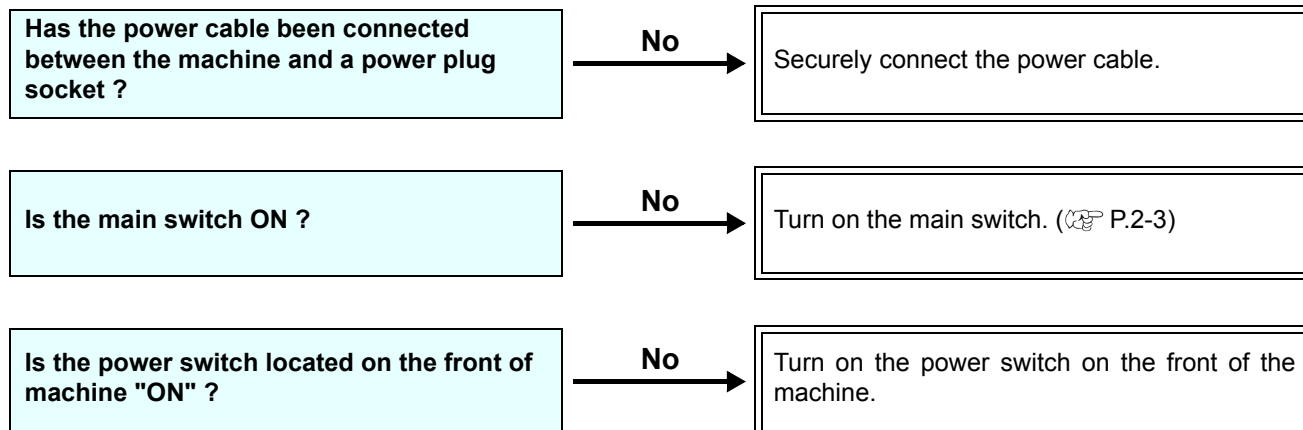 Has the power cable been connected
between the machine and a power plug
socket ?
No
Securely connect the power cable.
Is the main switch ON ?
No
Turn on the main switch. (☞ P.2-3)
Is the power switch located on the front of
machine "ON" ?
No
Turn on the power switch on the front of the
machine.